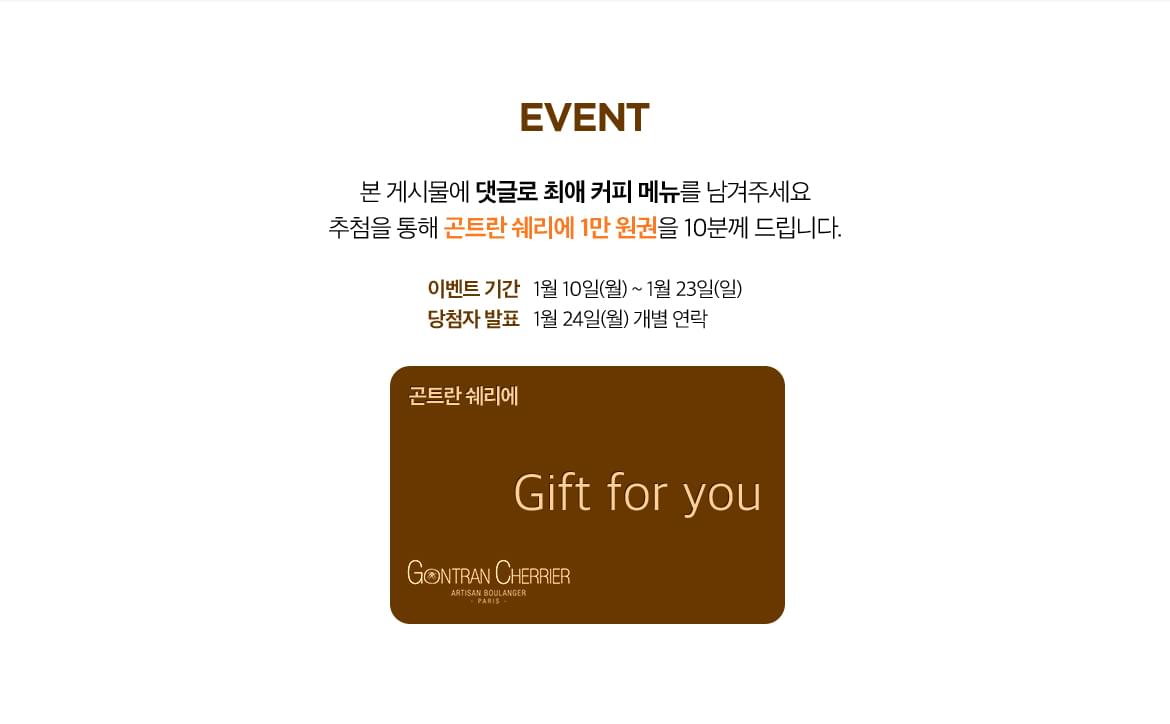 EVENT
본 게시물에 댓글로 최애 커피 메뉴를 남겨주세요
추첨을 통해 곤트란 쉐리에 1만 원권을 10분께 드립니다.
이벤트 기간 1월 10일(월) ~ 1월 23일(일)
당첨자 발표 1월 24일(월) 개별 연락
곤트란 쉐리에
Gift for you
GONTRAN CHERRIER
ARTISAN BOULANGER
- PARIS -